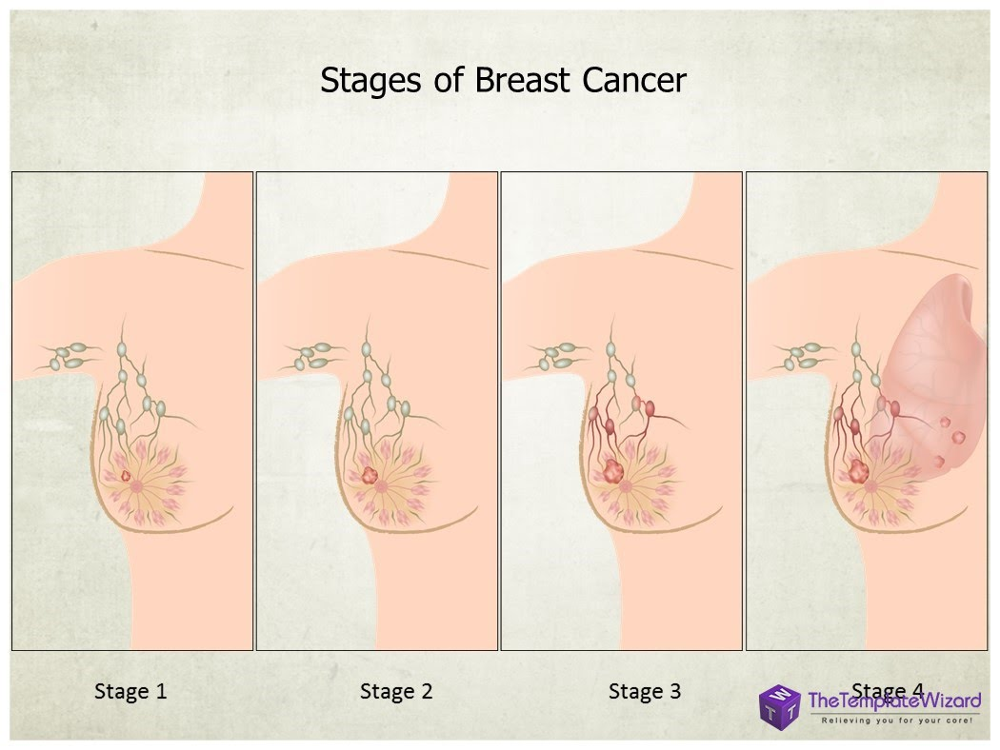 Stages of Breast Cancer
Stage 1
Stage 2
Stage 3
Stage 4
W
T T
TheTemplateWizard
Relieving you for your core!